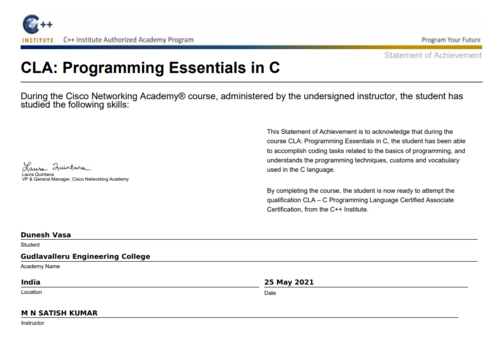 C++
INSTITUTE
C++ Institute Authorized Academy Program
Program Your Future
Statement of Achievement
CLA: Programming Essentials in C
During the Cisco Networking Academy® course, administered by the undersigned instructor, the student has
studied the following skills:
This Statement of Achievement is to acknowledge that during the
course CLA: Programming Essentials in C, the student has been able
to accomplish coding tasks related to the basics of programming, and
understands the programming techniques, customs and vocabulary
used in the C language.
Laura Quintana
Laura Quintana
VP & General Manager, Cisco Networking Academy
By completing the course, the student is now ready to attempt the
qualification CLA – C Programming Language Certified Associate
Certification, from the C++ Institute.
Dunesh Vasa
Student
Gudlavalleru Engineering College
Academy Name
India
Location
25 May 2021
Date
M N SATISH KUMAR
Instructor